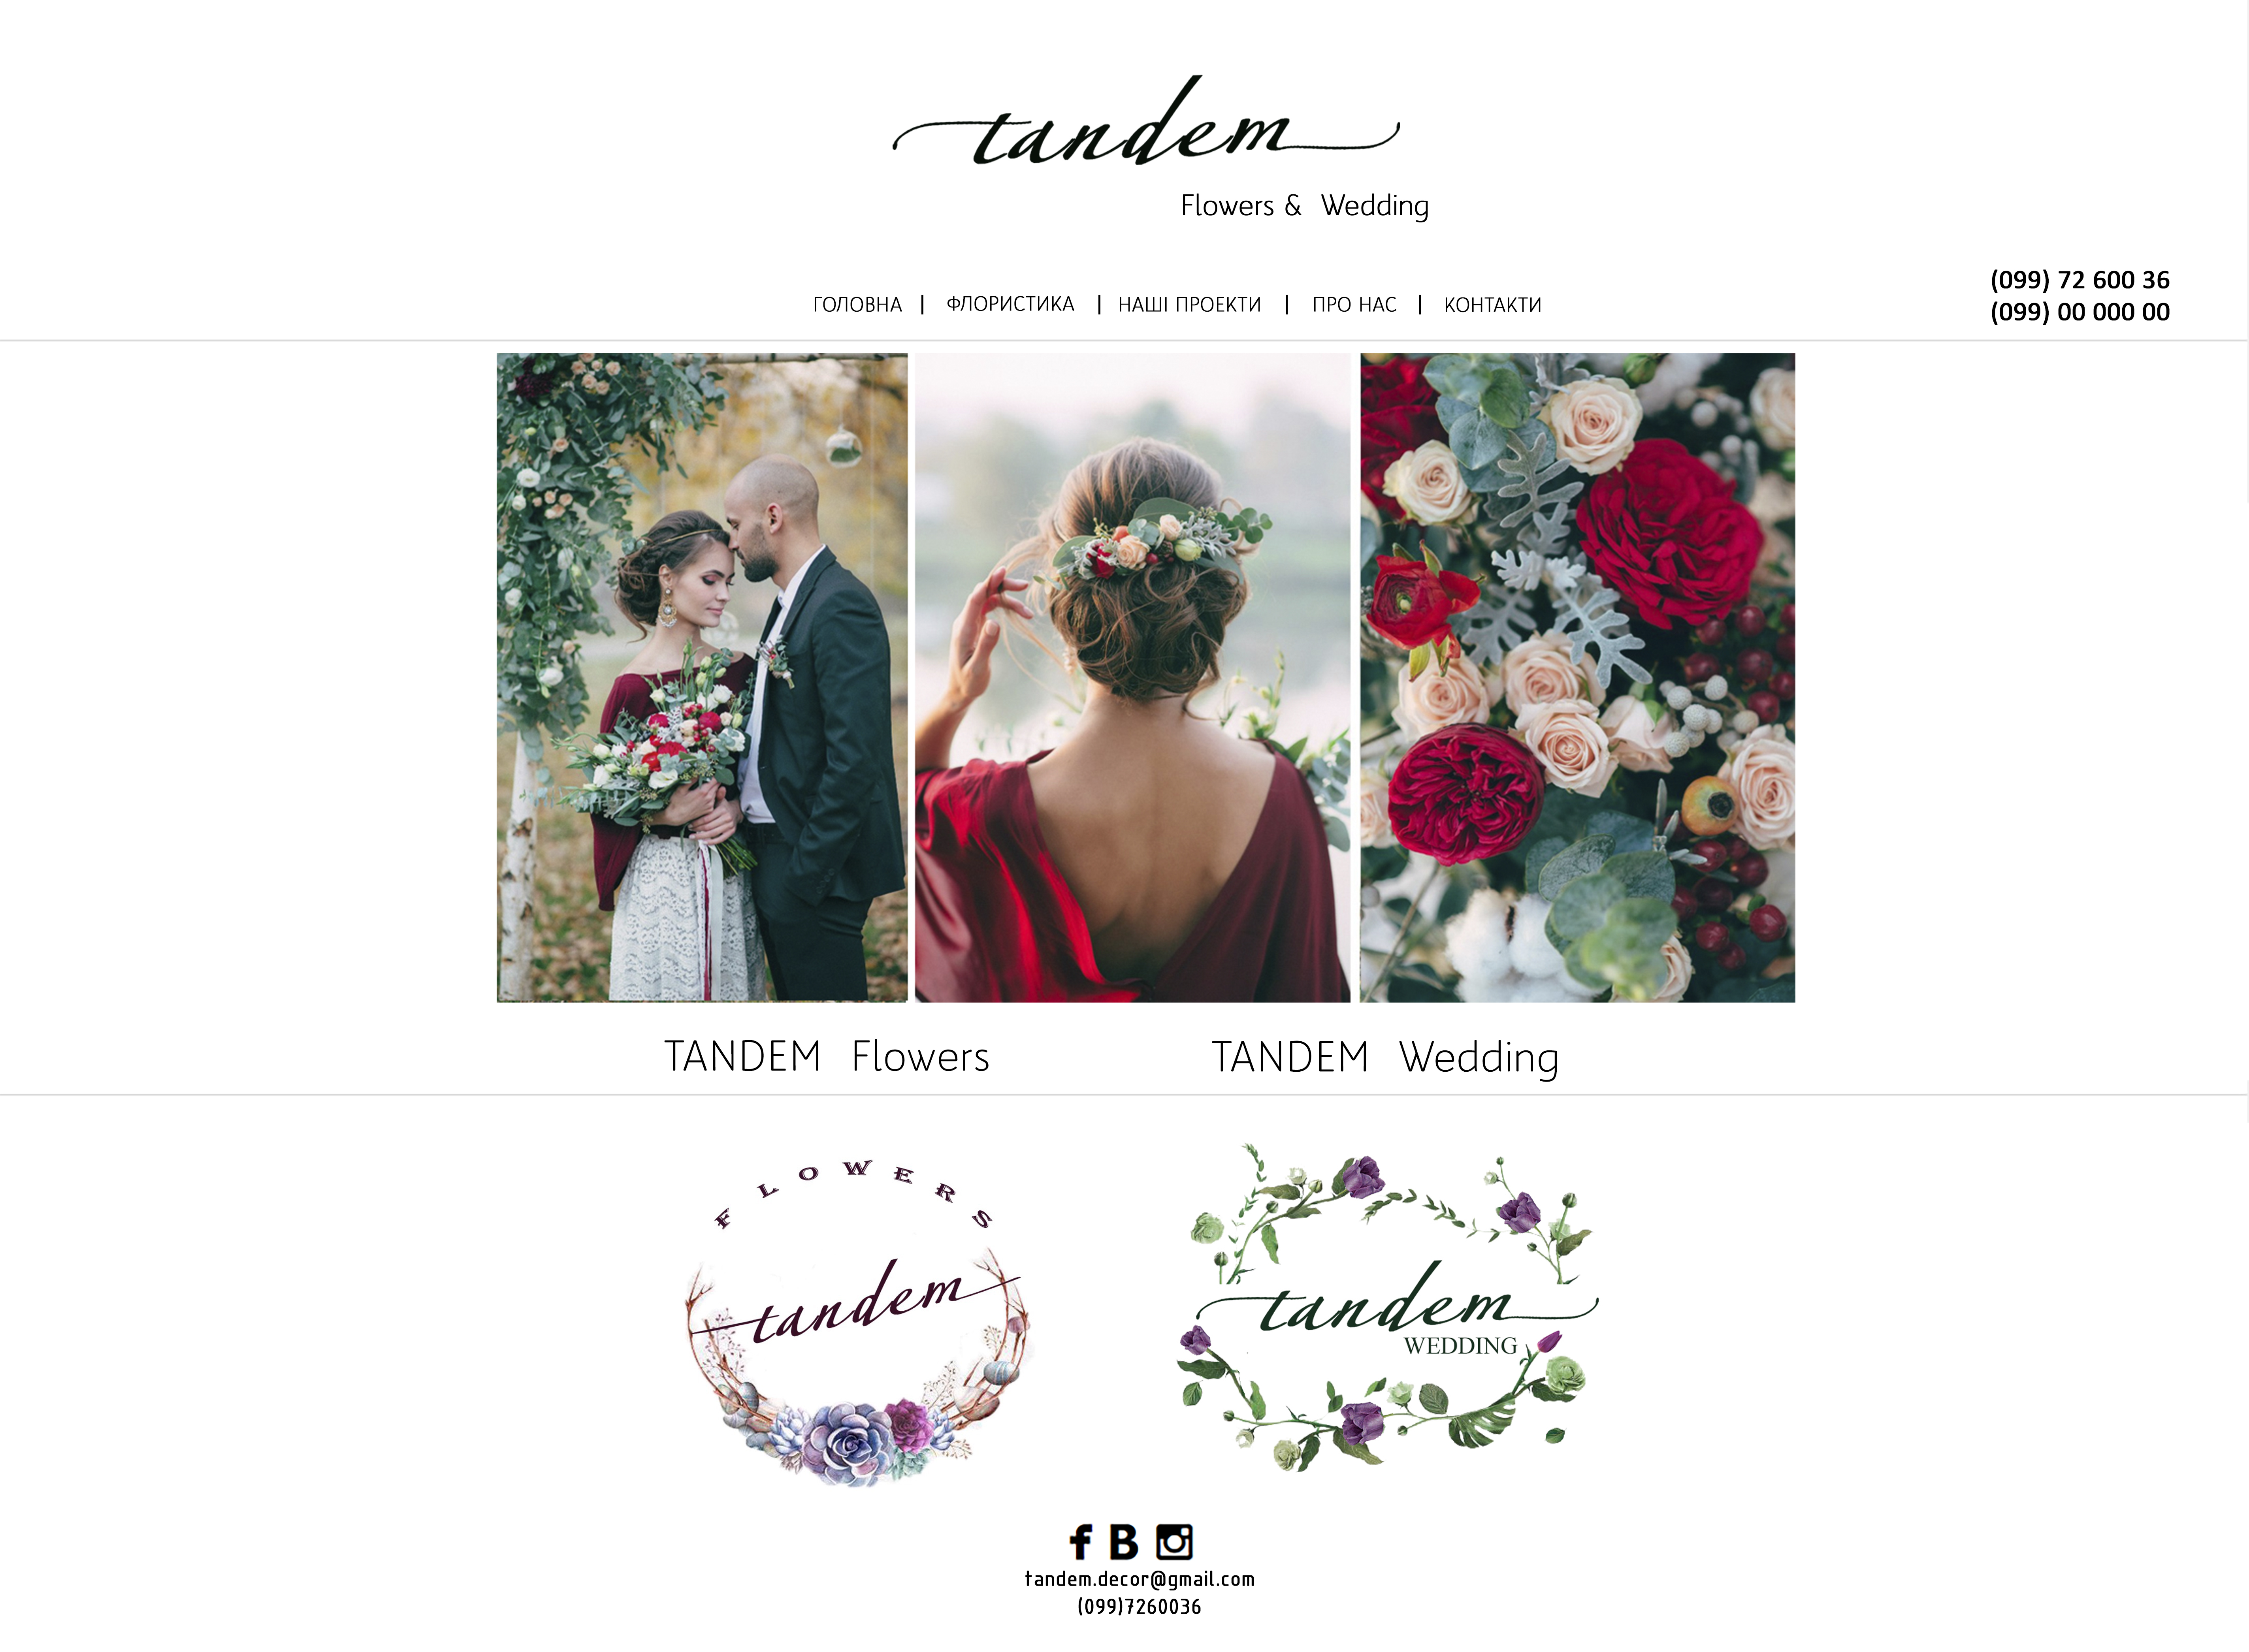 tandem
Flowers & Wedding
(099) 72 600 36
(099) 00 000 00
ГОЛОВНА | ФЛОРИСТИКА | НАШІ ПРОЕКТИ | ПРО НАС | КОНТАКТИ
TANDEM Flowers
TANDEM Wedding
FLOWERS
tandem
tandem
WEDDING
f B
tandem.decor@gmail.com
(099)7260036